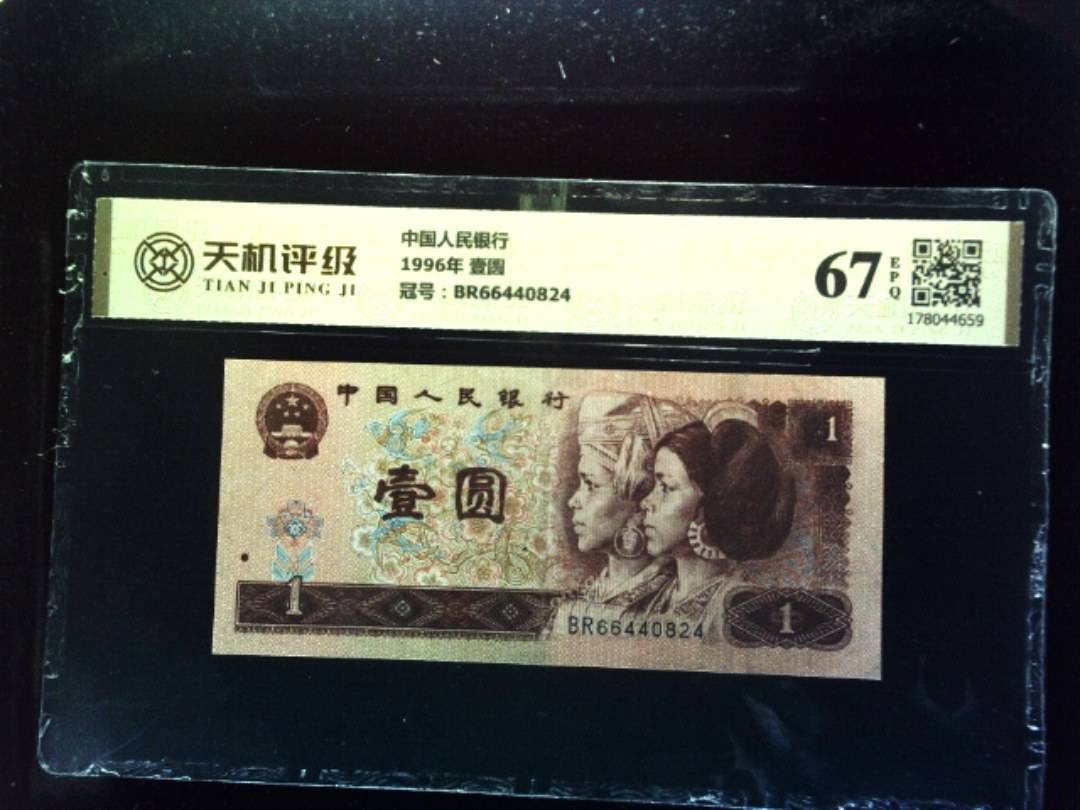 天机评级
TIAN JI PING JI
中国人民银行
1996年 壹圆
冠号：BR66440824
67
EPQ
178044659
中国人民银行
1
壹圆
1
BR66440824
1